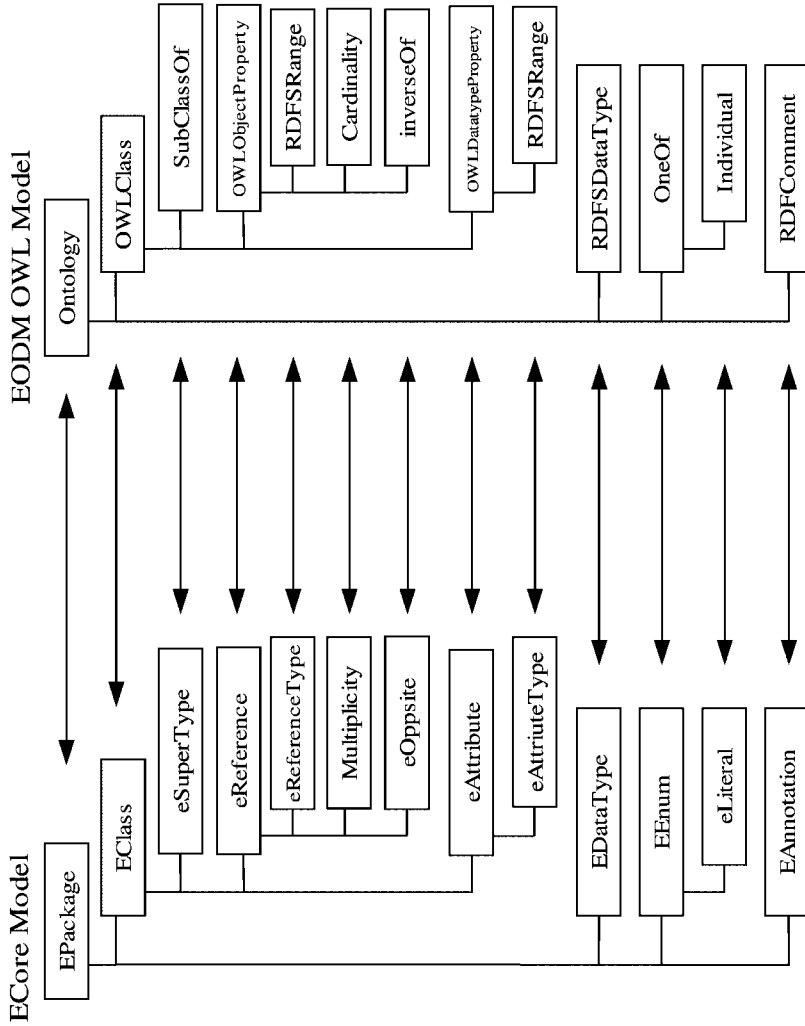 ECore Model
EPackage
EClass
eSuperType
eReference
eReferenceType
Multiplicity
eOppsite
eAttribute
eAttriuteType
EDataType
EEnum
eLiteral
EAnnotation
EODM OWL Model
Ontology
OWLClass
SubClassOf
OWLObjectProperty
RDFSRange
Cardinality
inverseOf
OWLDatatypeProperty
RDFSRange
RDFSDataType
OneOf
Individual
RDFComment